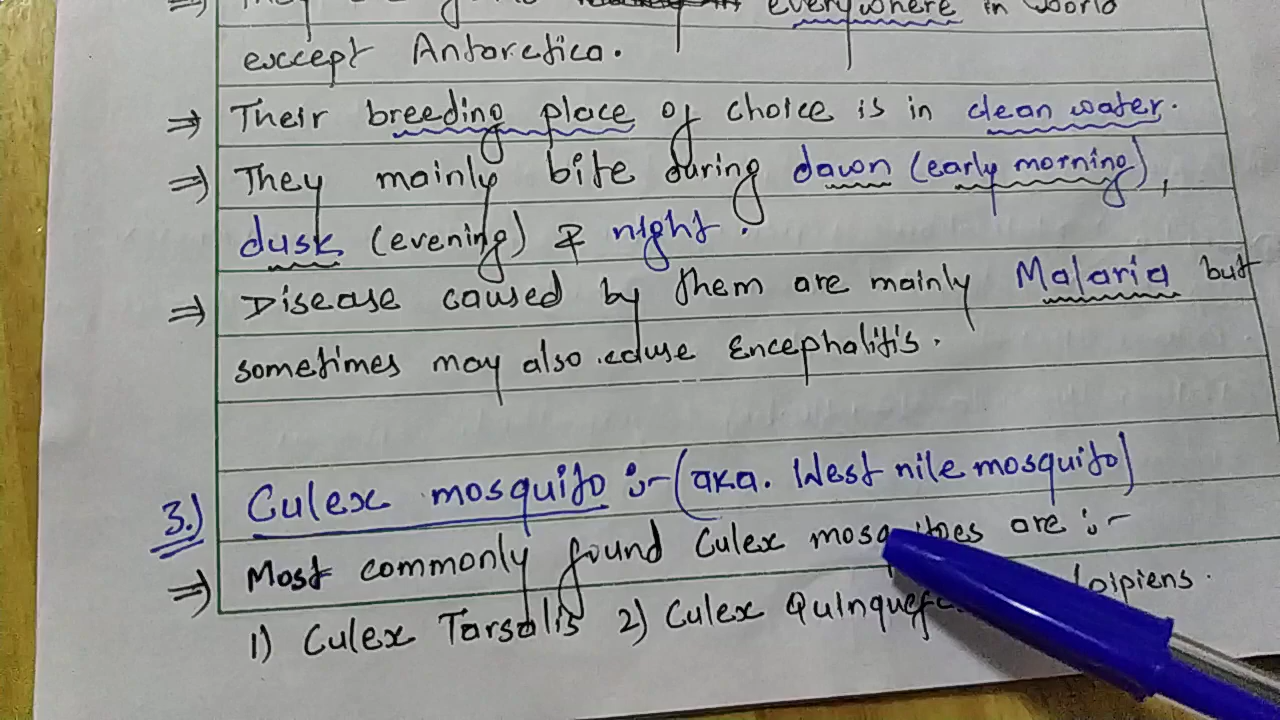 everywhere in world
except Antarctica.
⇒ Their breeding place of choice is in clean water.
⇒ They mainly bite during dawn (early morning),
dusk (evening) & night.
⇒ Disease caused by them are mainly Malaria but
sometimes may also cause Encephalitis.
3.) Culex mosquito :- (aka. West nile mosquito)
⇒ Most commonly found Culex mosquitoes are :-
1) Culex Tarsalis 2) Culex